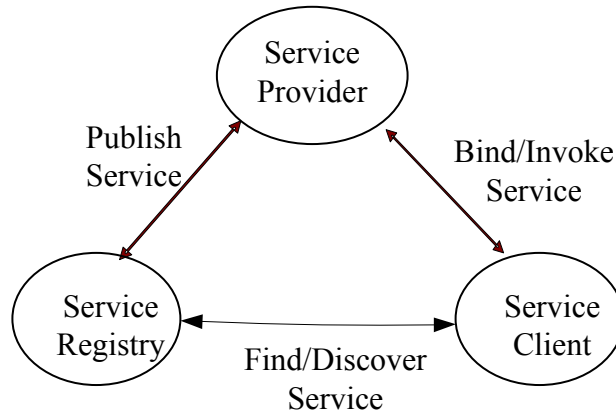 Service
Provider
Publish
Service
Bind/Invoke
Service
Service
Registry
Service
Client
Find/Discover
Service